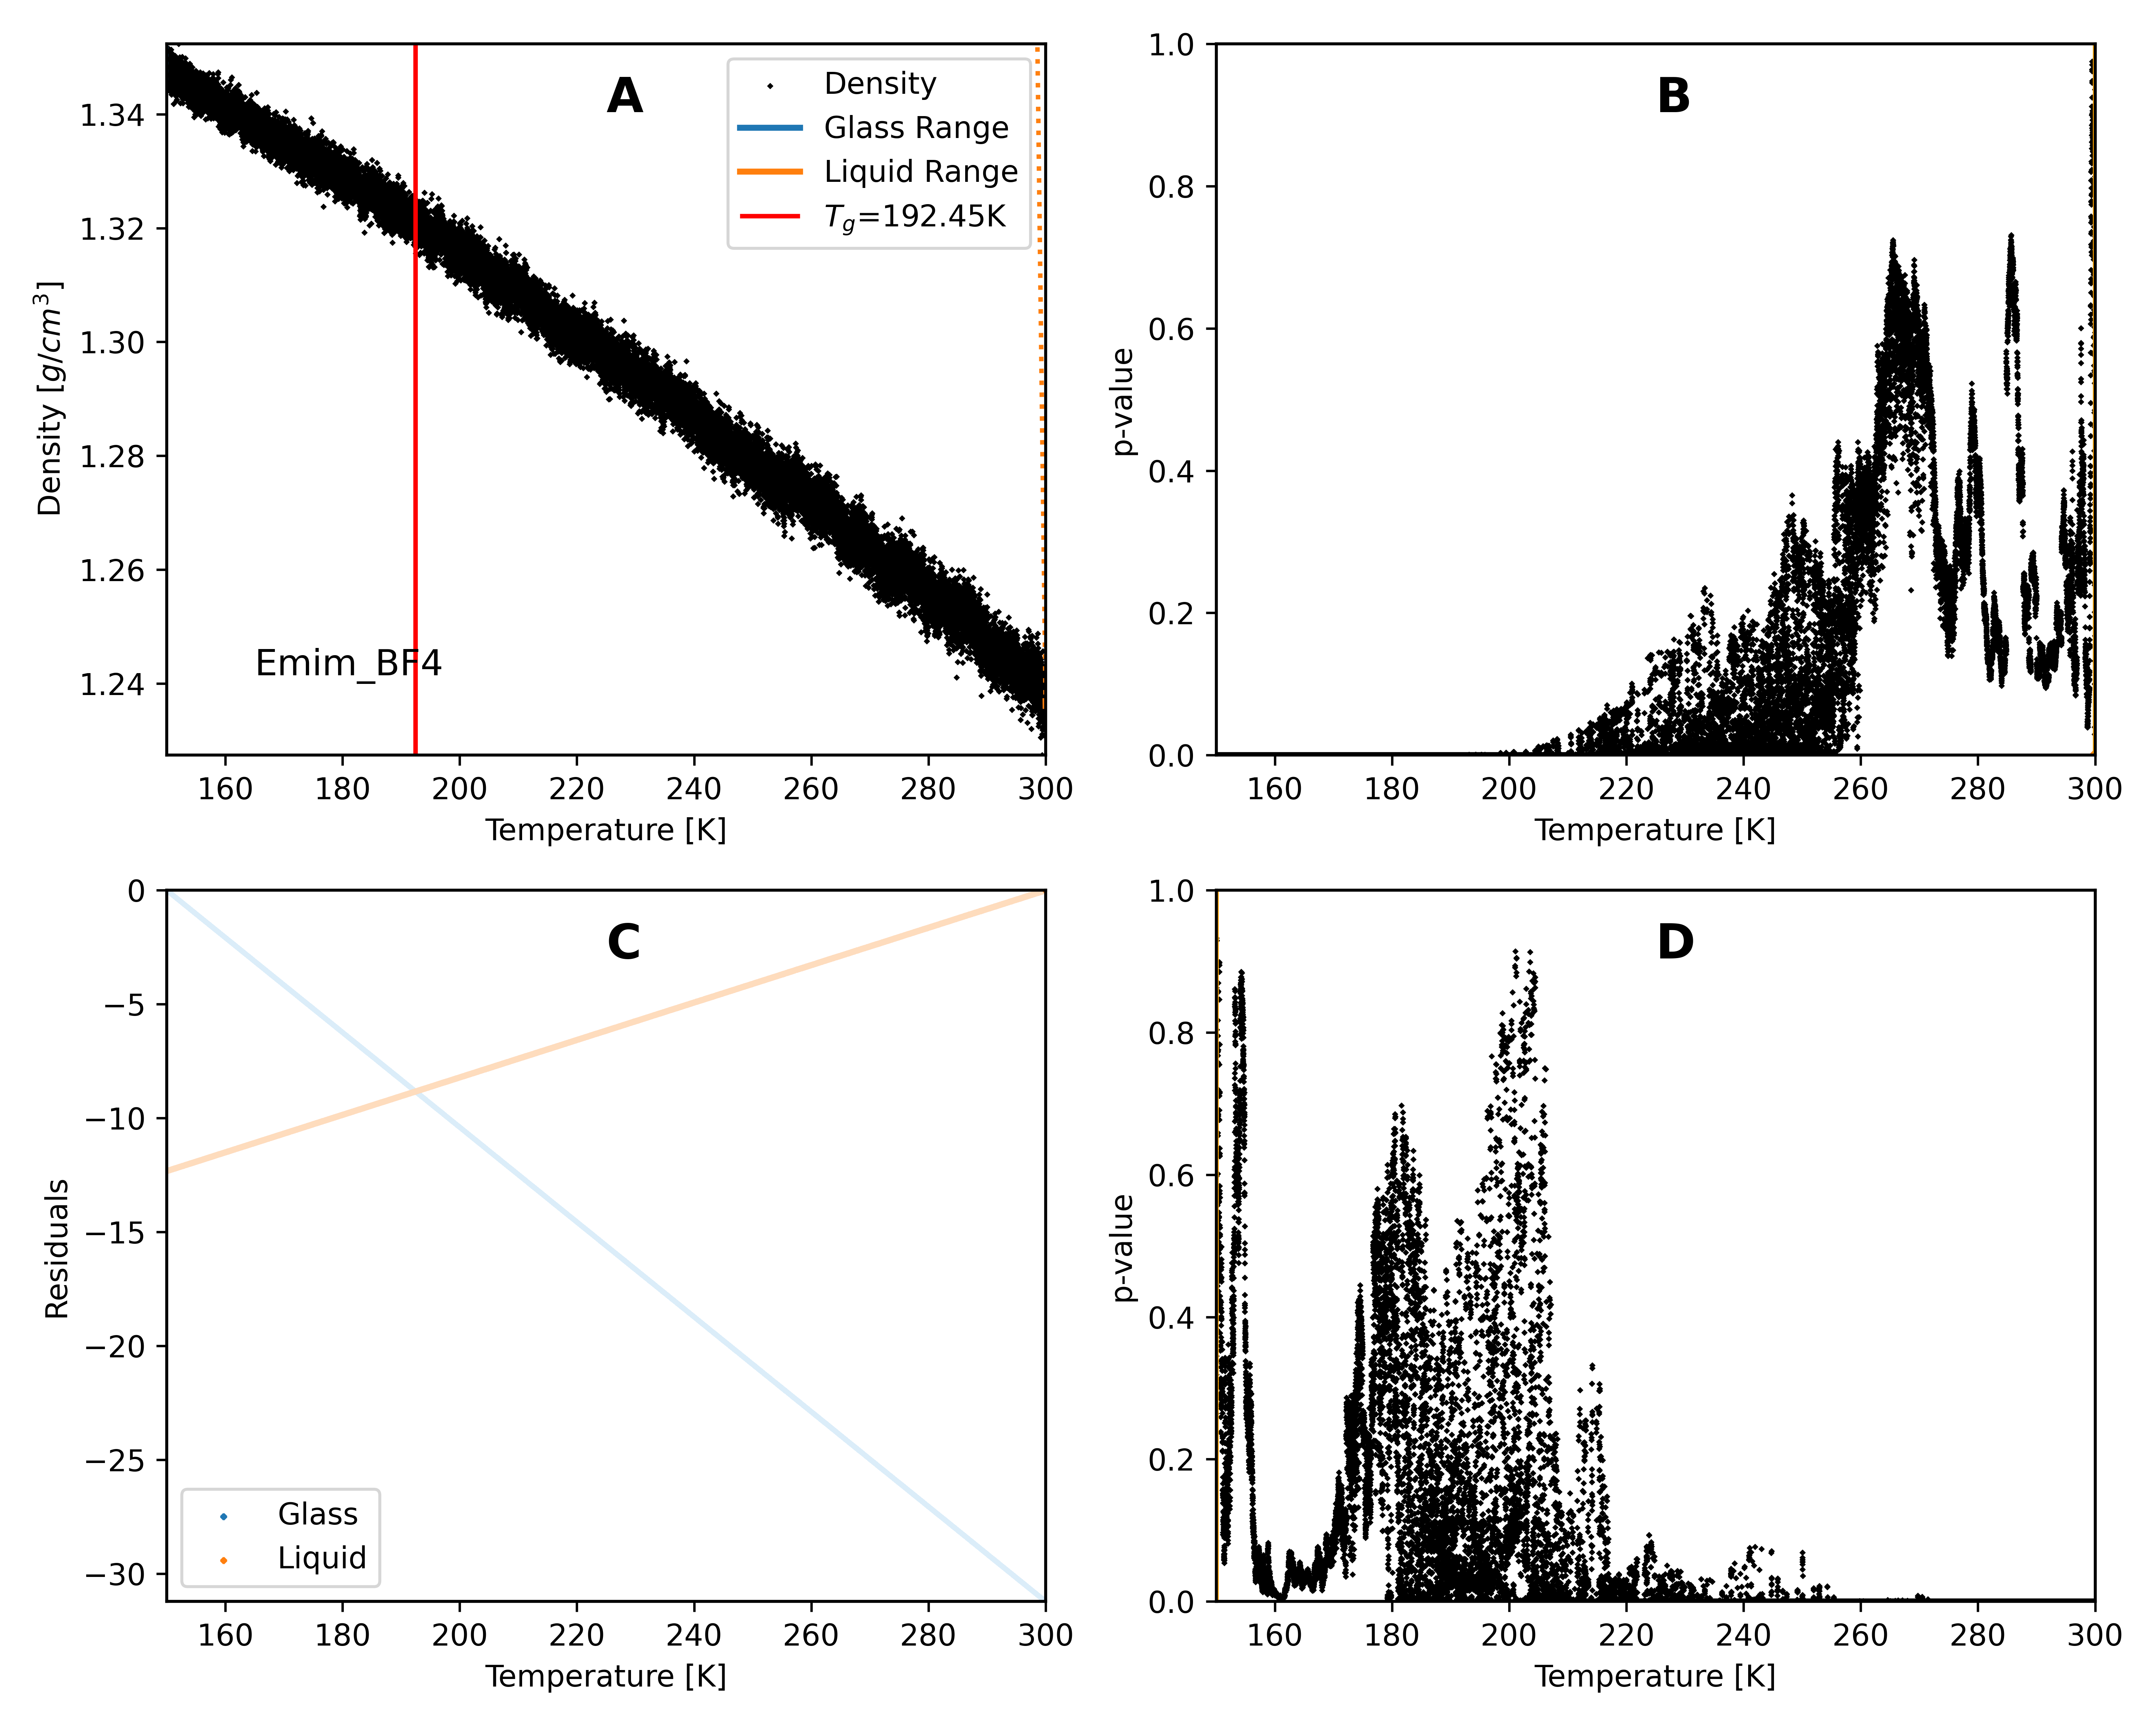 A
Density
Glass Range
Liquid Range
Tg=192.45K
Emim_BF4
1.34
1.32
1.30
1.28
1.26
1.24
Density [g/cm³]
160 180 200 220 240 260 280 300
Temperature [K]
B
1.0
0.8
0.6
0.4
0.2
0.0
p-value
160 180 200 220 240 260 280 300
Temperature [K]
C
0
−5
−10
−15
−20
−25
−30
Residuals
Glass
Liquid
160 180 200 220 240 260 280 300
Temperature [K]
D
1.0
0.8
0.6
0.4
0.2
0.0
p-value
160 180 200 220 240 260 280 300
Temperature [K]